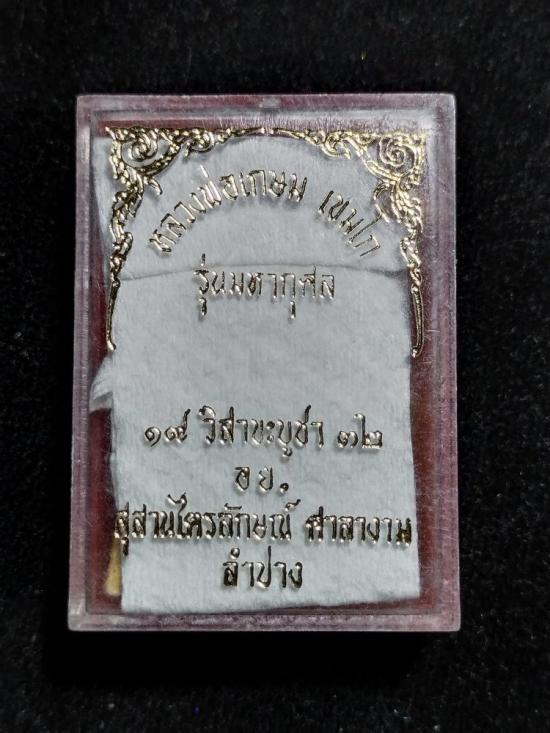 หลวงพ่อเกษม เขมโก
รุ่นมหากุศล
๑๙ วิสาขะบูชา ๓๒
อ ย.
สุสานไตรลักษณ์ ศาลางาม
ลำปาง